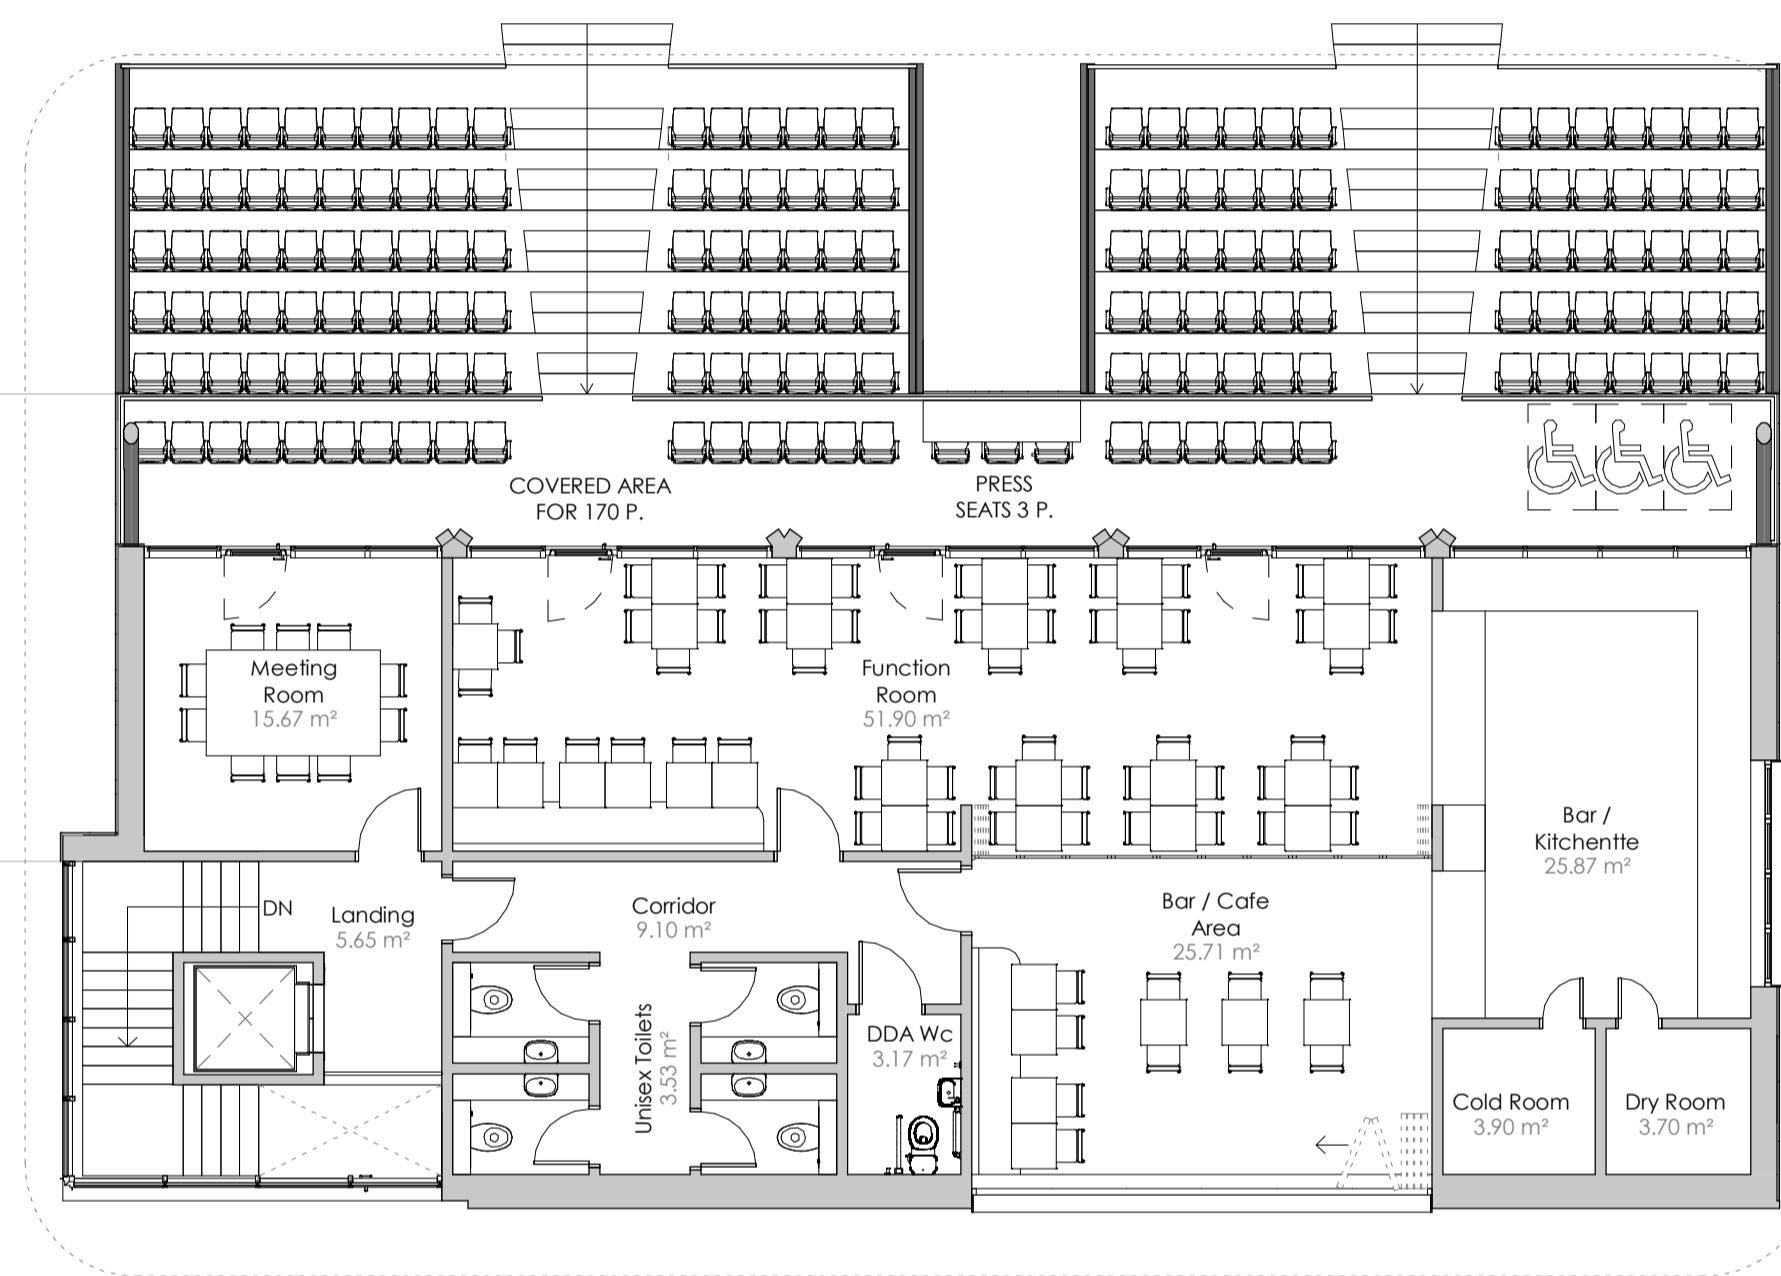 COVERED AREA
FOR 170 P.
PRESS
SEATS 3 P.
Meeting
Room
15.67 m²
Function
Room
51.90 m²
Bar /
Kitchentte
25.87 m²
DN
Landing
5.65 m²
Corridor
9.10 m²
Bar / Cafe
Area
25.71 m²
Unisex Toilets
3.53 m²
DDA Wc
3.17 m²
Cold Room
3.90 m²
Dry Room
3.70 m²